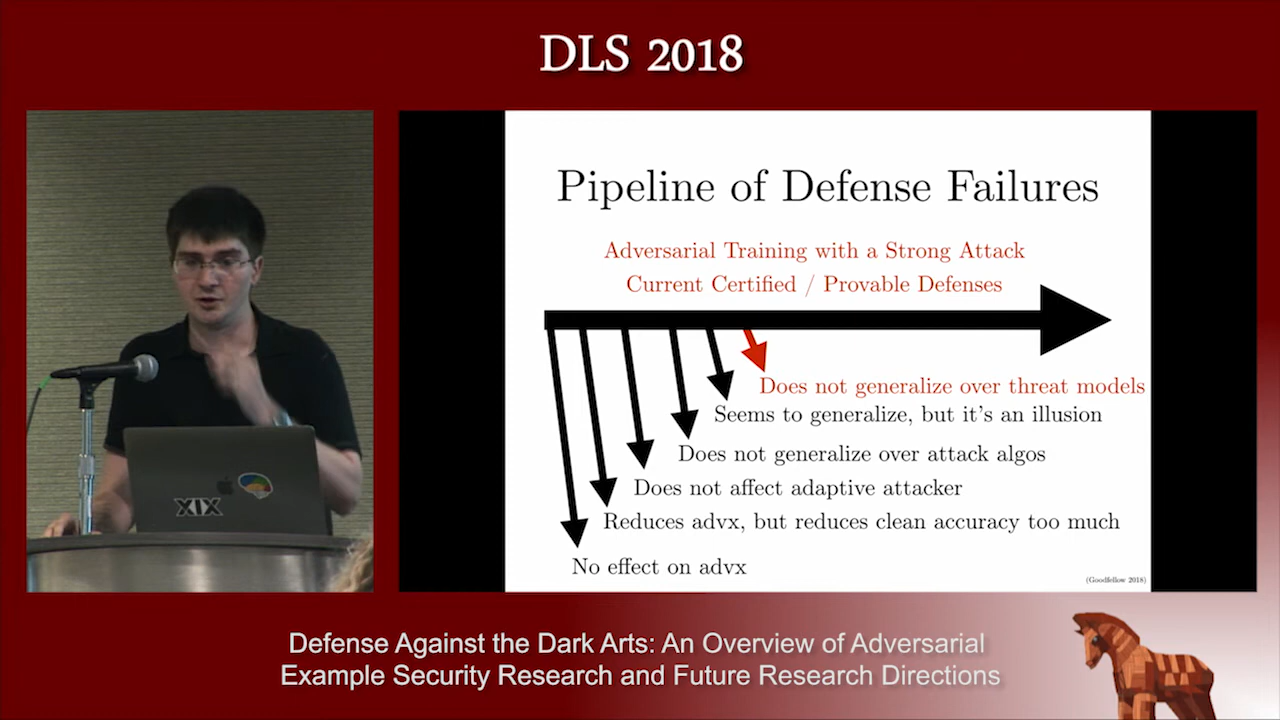 DLS 2018
Pipeline of Defense Failures
Adversarial Training with a Strong Attack
Current Certified / Provable Defenses
Does not generalize over threat models
Seems to generalize, but it's an illusion
Does not generalize over attack algos
Does not affect adaptive attacker
Reduces advx, but reduces clean accuracy too much
No effect on advx
(Goodfellow 2018)
XIX
Defense Against the Dark Arts: An Overview of Adversarial
Example Security Research and Future Research Directions